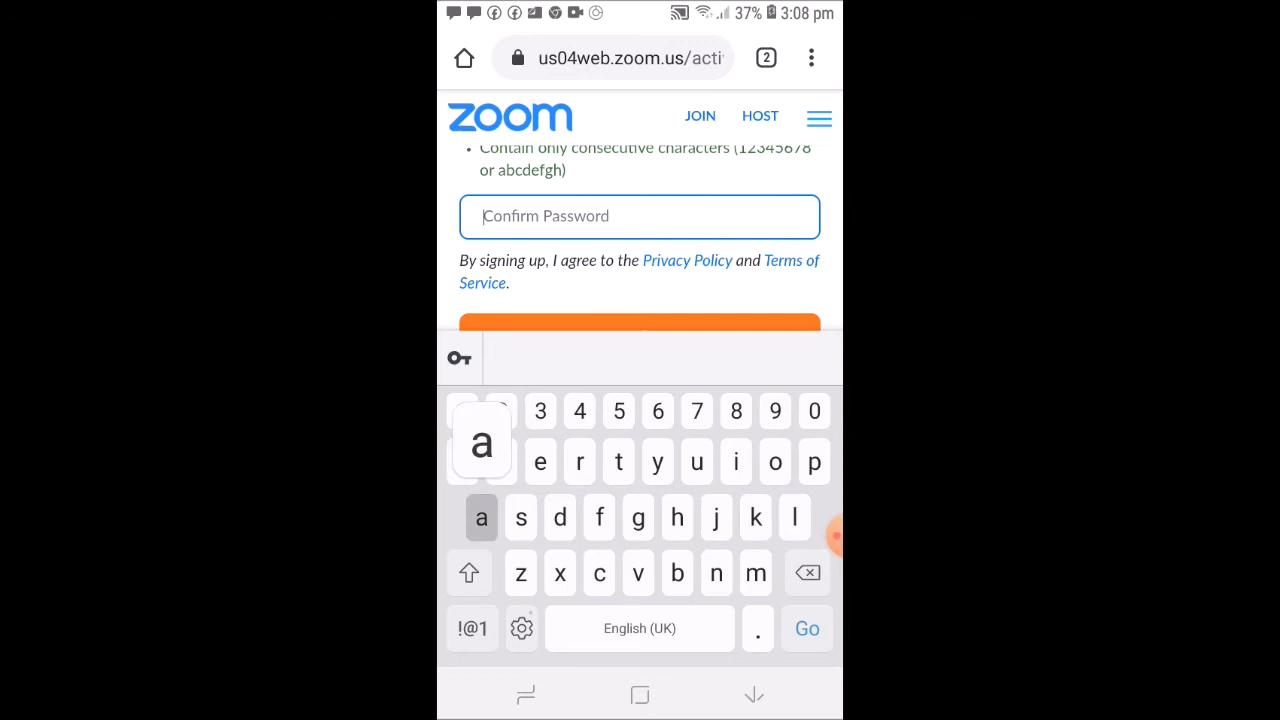 37% 3:08 pm
us04web.zoom.us/acti
2
zoom JOIN HOST
• Contain only consecutive characters (12345678
or abcdefgh)
Confirm Password
By signing up, I agree to the Privacy Policy and Terms of
Service.
3 4 5 6 7 8 9 0
a
e r t y u i o p
a s d f g h j k l
z x c v b n m
!@1 English (UK) . Go